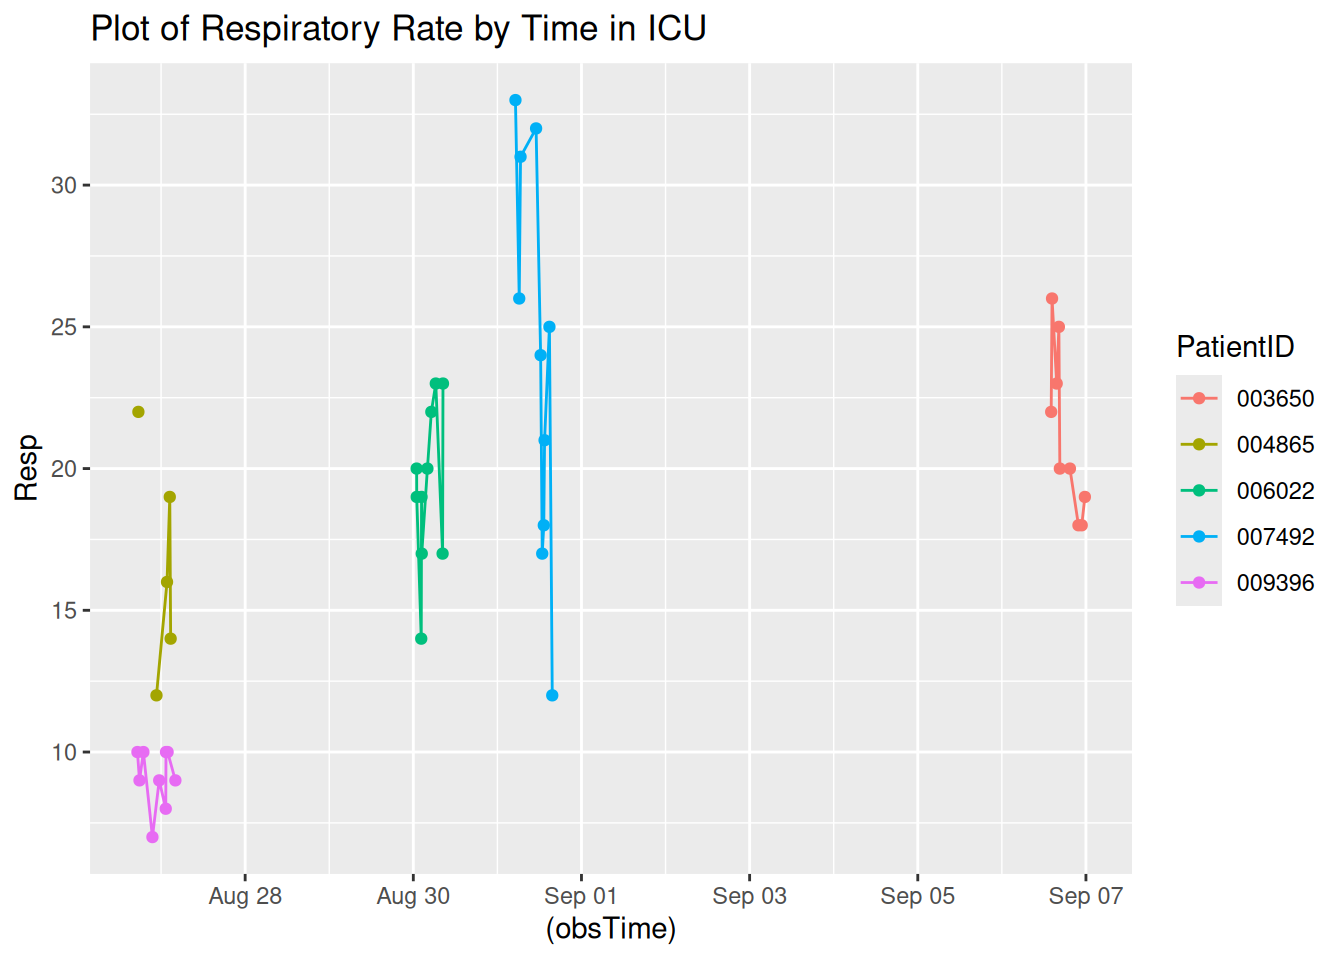 Plot of Respiratory Rate by Time in ICU
Resp
30
25
20
15
10
Aug 28
Aug 30
Sep 01
Sep 03
Sep 05
Sep 07
(obsTime)
PatientID
003650
004865
006022
007492
009396